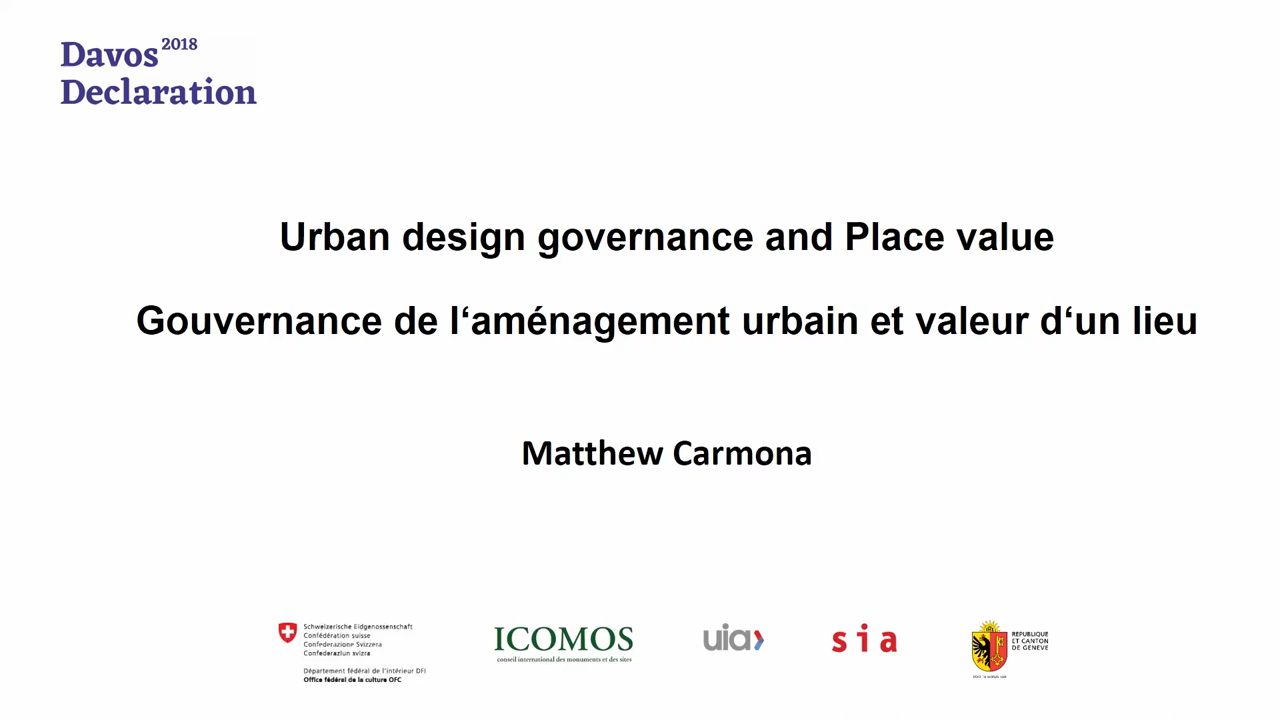 Davos 2018
Declaration
Urban design governance and Place value
Gouvernance de l‘aménagement urbain et valeur d‘un lieu
Matthew Carmona
Schweizerische Eidgenossenschaft
Confédération suisse
Confederazione Svizzera
Confederaziun svizra
Département fédéral de l'intérieur DFI
Office fédéral de la culture OFC
ICOMOS
conseil international des monuments et des sites
uia
sia
REPUBLIQUE
ET CANTON
DE GENEVE